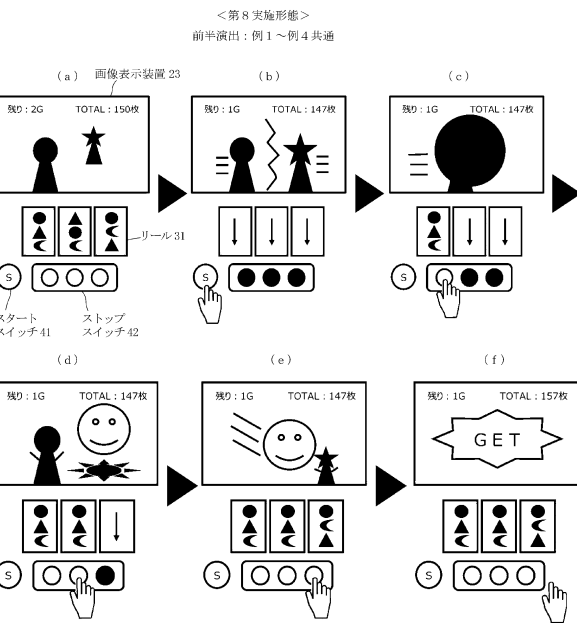 ＜第８実施形態＞
前半演出：例１～例４共通
（ａ） 画像表示装置 23
（ｂ）
（ｃ）
残り：2G TOTAL：150枚
残り：1G TOTAL：147枚
残り：1G TOTAL：147枚
リール 31
S
S
S
スタート
スイッチ 41
ストップ
スイッチ 42
（ｄ）
（ｅ）
（ｆ）
残り：1G TOTAL：147枚
残り：1G TOTAL：147枚
残り：1G TOTAL：157枚
GET
S
S
S